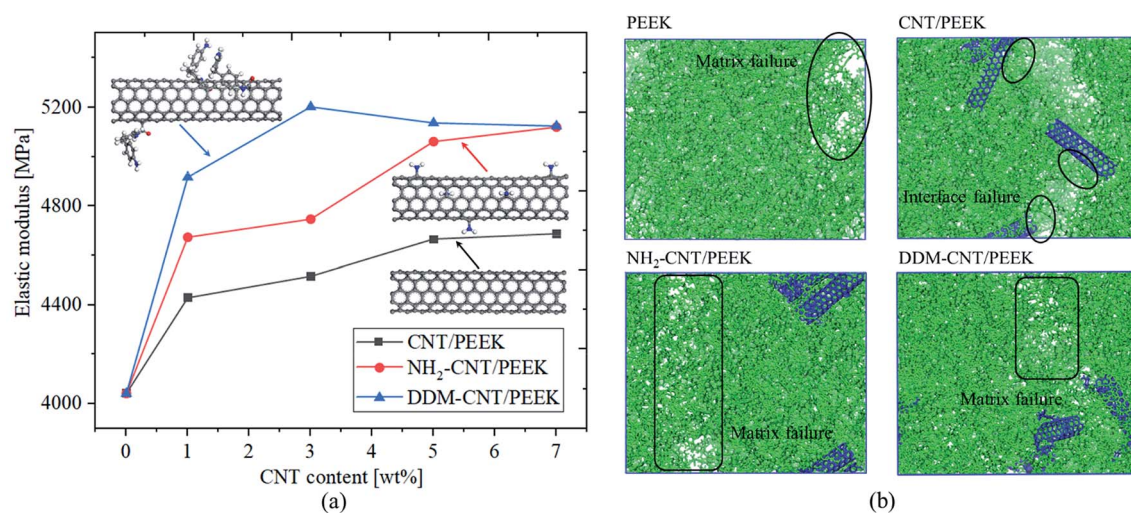 Elastic modulus [MPa]
5200
4800
4400
4000
0 1 2 3 4 5 6 7
CNT content [wt%]
CNT/PEEK
NH₂-CNT/PEEK
DDM-CNT/PEEK
(a)
PEEK
Matrix failure
CNT/PEEK
Interface failure
NH₂-CNT/PEEK
Matrix failure
DDM-CNT/PEEK
Matrix failure
(b)